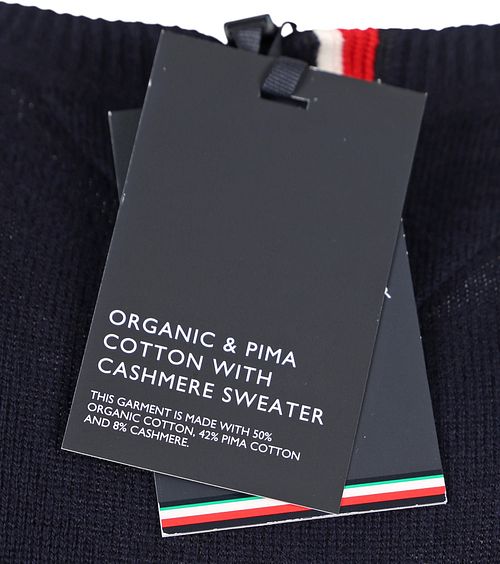 ORGANIC & PIMA
COTTON WITH
CASHMERE SWEATER
THIS GARMENT IS MADE WITH 50%
ORGANIC COTTON, 42% PIMA COTTON
AND 8% CASHMERE.